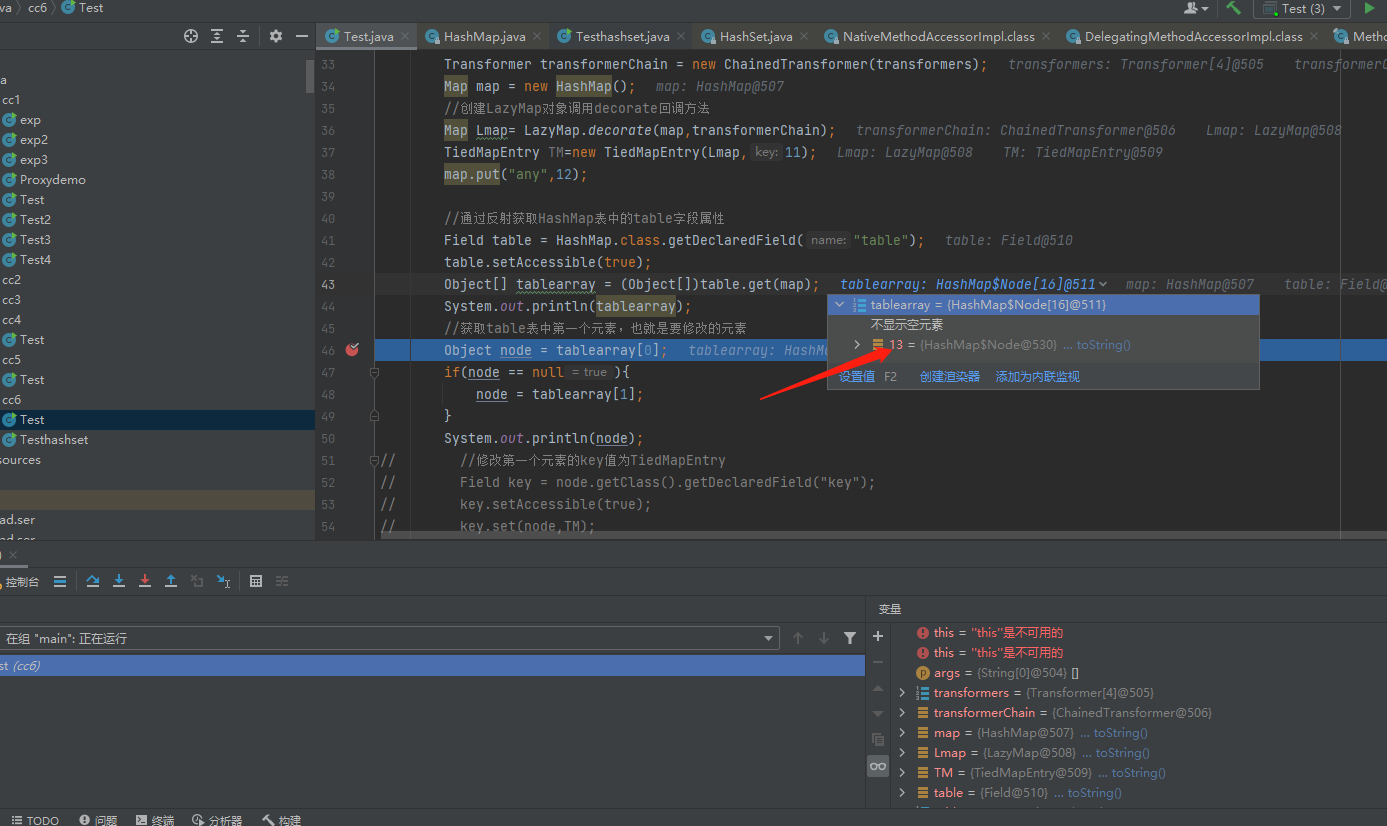 va 〉 cc6 〉 Test
Test (3)
Test.java
HashMap.java
Testhashset.java
HashSet.java
NativeMethodAccessorImpl.class
DelegatingMethodAccessorImpl.class
Metho
a
cc1
exp
exp2
exp3
Proxydemo
Test
Test2
Test3
Test4
cc2
cc3
cc4
Test
cc5
Test
cc6
Test
Testhashset
sources
ad.ser
ad.ser
33 Transformer transformerChain = new ChainedTransformer(transformers); transformers: Transformer[4]@505 transformerC
34 Map map = new HashMap(); map: HashMap@507
35 //创建LazyMap对象调用decorate回调方法
36 Map Lmap= LazyMap.decorate(map,transformerChain); transformerChain: ChainedTransformer@506 Lmap: LazyMap@508
37 TiedMapEntry TM=new TiedMapEntry(Lmap, key: 11); Lmap: LazyMap@508 TM: TiedMapEntry@509
38 map.put("any",12);
39
40 //通过反射获取HashMap表中的table字段属性
41 Field table = HashMap.class.getDeclaredField( name: "table"); table: Field@510
42 table.setAccessible(true);
43 Object[] tablearray = (Object[])table.get(map); tablearray: HashMap$Node[16]@511 map: HashMap@507 table: Field@
44 System.out.println(tablearray);
45 //获取table表中第一个元素，也就是要修改的元素
46 Object node = tablearray[0]; tablearray: HashM
47 if(node == null = true ){
48 node = tablearray[1];
49 }
50 System.out.println(node);
51 // //修改第一个元素的key值为TiedMapEntry
52 // Field key = node.getClass().getDeclaredField("key");
53 // key.setAccessible(true);
54 // key.set(node,TM);
tablearray = {HashMap$Node[16]@511}
不显示空元素
13 = {HashMap$Node@530} ... toString()
设置值 F2 创建渲染器 添加为内联监视
控制台
在组 "main": 正在运行
st (cc6)
变量
this = "this"是不可用的
this = "this"是不可用的
args = {String[0]@504} []
transformers = {Transformer[4]@505}
transformerChain = {ChainedTransformer@506}
map = {HashMap@507} ... toString()
Lmap = {LazyMap@508} ... toString()
TM = {TiedMapEntry@509} ... toString()
table = {Field@510} ... toString()
TODO 问题 终端 分析器 构建